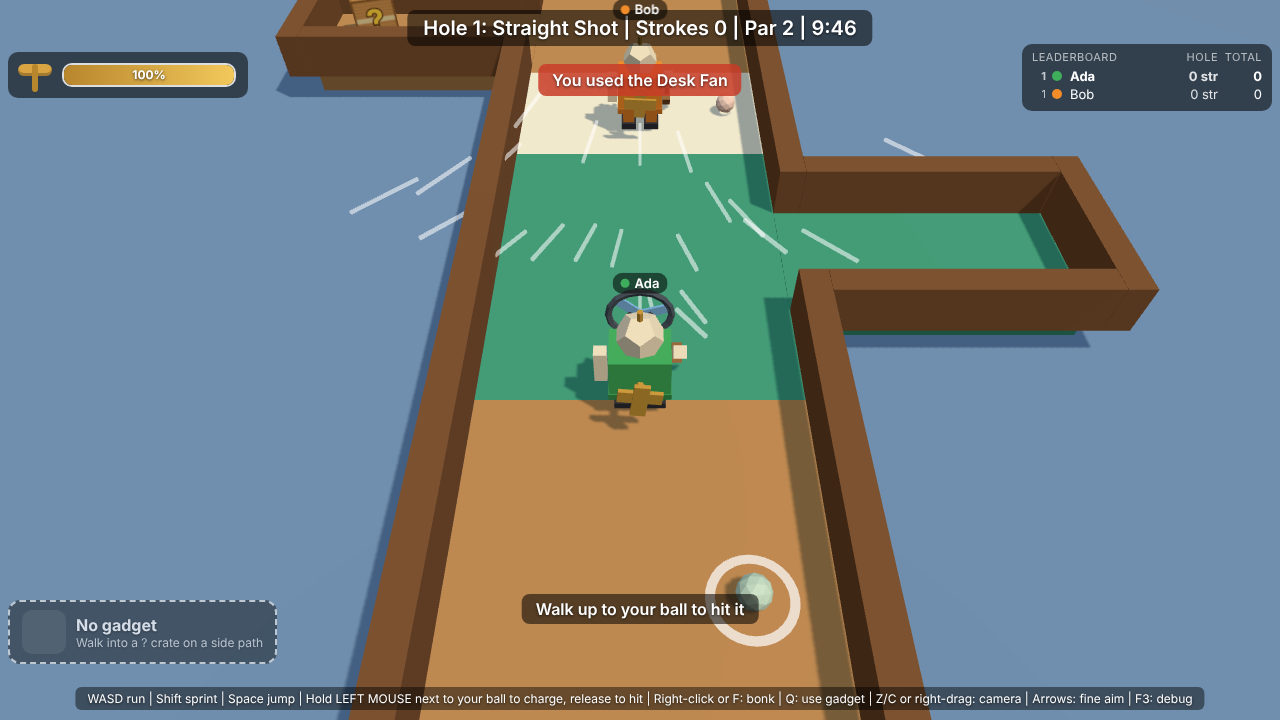 Bob
Hole 1: Straight Shot | Strokes 0 | Par 2 | 9:46
?
100%
You used the Desk Fan
LEADERBOARD HOLE TOTAL
1 Ada 0 str 0
1 Bob 0 str 0
Ada
Walk up to your ball to hit it
No gadget
Walk into a ? crate on a side path
WASD run | Shift sprint | Space jump | Hold LEFT MOUSE next to your ball to charge, release to hit | Right-click or F: bonk | Q: use gadget | Z/C or right-drag: camera | Arrows: fine aim | F3: debug